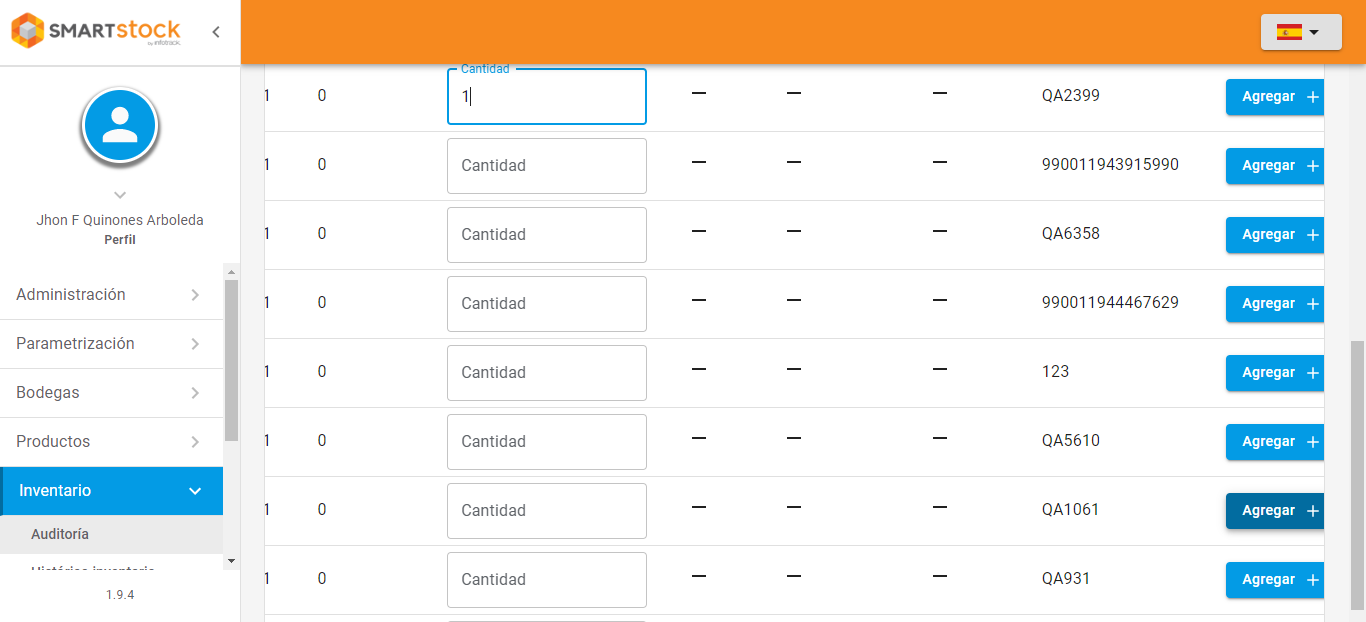 SMARTstock
by infotrack.
Jhon F Quinones Arboleda
Perfil
Administración
Parametrización
Bodegas
Productos
Inventario
Auditoría
Histórico inventario
1.9.4
Cantidad
1 0 1 — — — QA2399 Agregar +
1 0 Cantidad — — — 990011943915990 Agregar +
1 0 Cantidad — — — QA6358 Agregar +
1 0 Cantidad — — — 990011944467629 Agregar +
1 0 Cantidad — — — 123 Agregar +
1 0 Cantidad — — — QA5610 Agregar +
1 0 Cantidad — — — QA1061 Agregar +
1 0 Cantidad — — — QA931 Agregar +